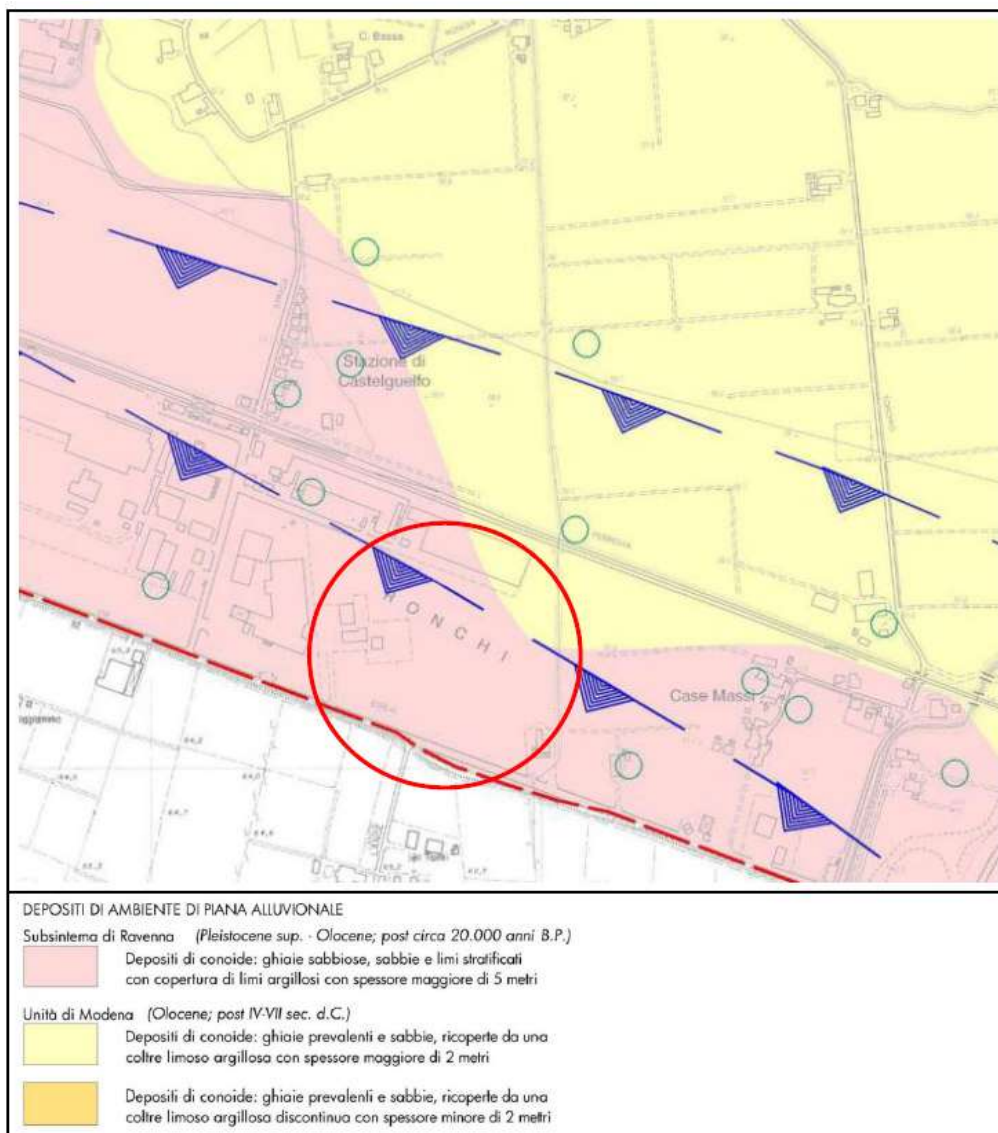 C. Bassa
Stazione di
Castelguelfo
RONCHI
Case Massi
DEPOSITI DI AMBIENTE DI PIANA ALLUVIONALE
Subsintema di Ravenna (Pleistocene sup. - Olocene; post circa 20.000 anni B.P.)
Depositi di conoide: ghiaie sabbiose, sabbie e limi stratificati
con copertura di limi argillosi con spessore maggiore di 5 metri
Unità di Modena (Olocene; post IV-VII sec. d.C.)
Depositi di conoide: ghiaie prevalenti e sabbie, ricoperte da una
coltre limoso argillosa con spessore maggiore di 2 metri
Depositi di conoide: ghiaie prevalenti e sabbie, ricoperte da una
coltre limoso argillosa discontinua con spessore minore di 2 metri